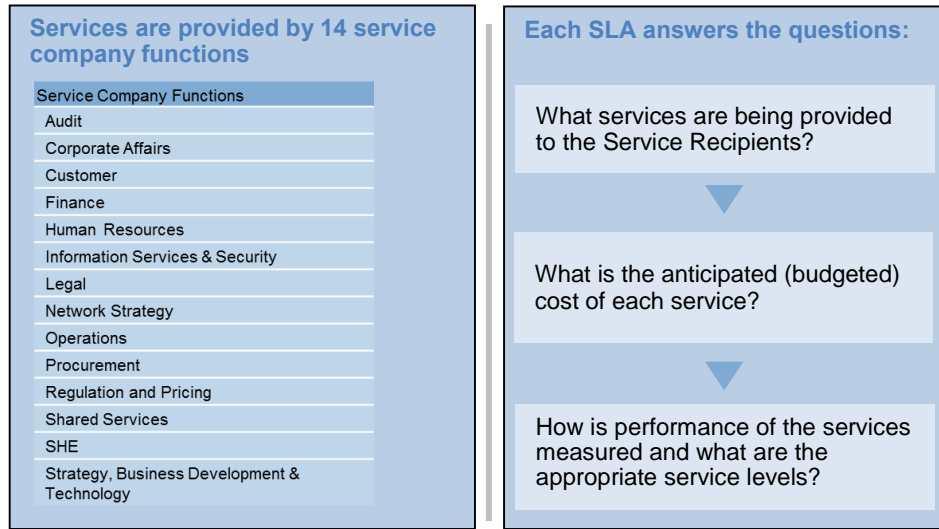 Services are provided by 14 service
company functions
Service Company Functions
Audit
Corporate Affairs
Customer
Finance
Human Resources
Information Services & Security
Legal
Network Strategy
Operations
Procurement
Regulation and Pricing
Shared Services
SHE
Strategy, Business Development &
Technology
Each SLA answers the questions:
What services are being provided
to the Service Recipients?
What is the anticipated (budgeted)
cost of each service?
How is performance of the services
measured and what are the
appropriate service levels?